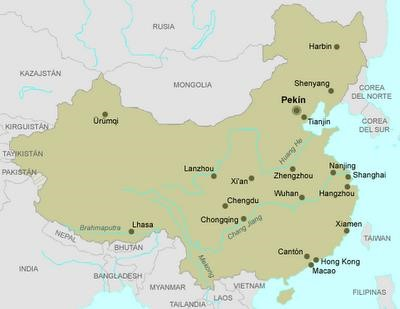 RUSIA
Harbin
KAZAJSTÁN
Shenyang
MONGOLIA
COREA
DEL NORTE
Pekín
Ürümqi
Tianjin
COREA
DEL SUR
KIRGUISTÁN
Huang He
TAYIKISTÁN
Lanzhou
Zhengzhou
Nanjing
PAKISTÁN
Xi'an
Shanghai
Wuhan
Hangzhou
Chengdu
Brahmaputra
Lhasa
Chongqing
Chang Jiang
Xiamen
NEPAL
TAIWAN
BHUTÁN
Mekong
Cantón
Hong Kong
INDIA
Macao
BANGLADESH
VIETNAM
MYANMAR
LAOS
FILIPINAS
TAILANDIA